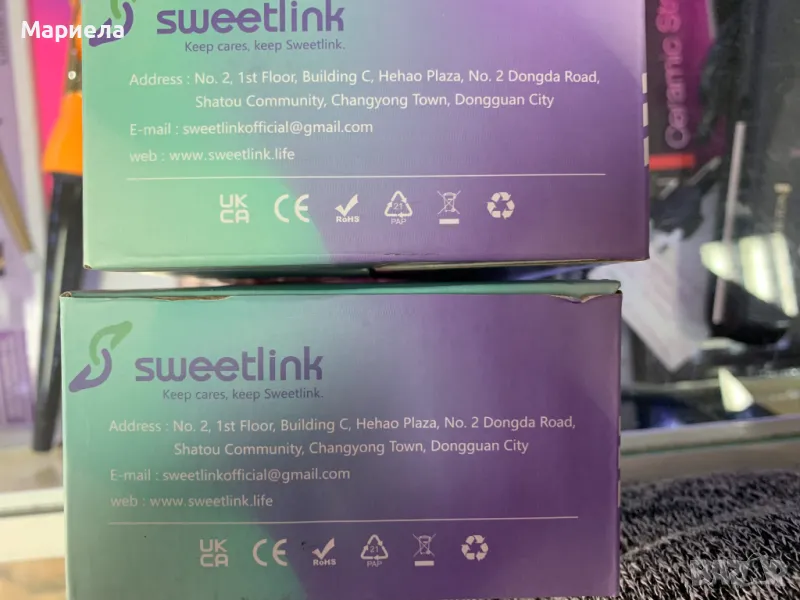 Мариела
sweetlink
Keep cares, keep Sweetlink.
Address : No. 2, 1st Floor, Building C, Hehao Plaza, No. 2 Dongda Road,
Shatou Community, Changyong Town, Dongguan City
E-mail : sweetlinkofficial@gmail.com
web : www.sweetlink.life
UK
CA
CE
RoHS
21
PAP
Ceramic
sweetlink
Keep cares, keep Sweetlink.
Address : No. 2, 1st Floor, Building C, Hehao Plaza, No. 2 Dongda Road,
Shatou Community, Changyong Town, Dongguan City
E-mail : sweetlinkofficial@gmail.com
web : www.sweetlink.life
UK
CA
CE
RoHS
21
PAP